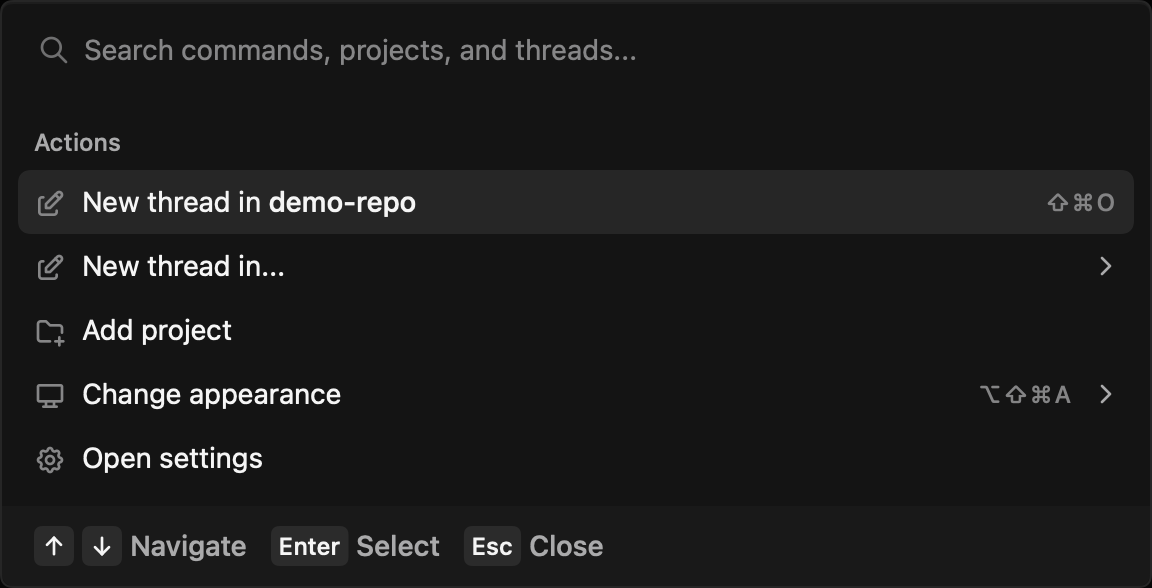 Search commands, projects, and threads...
Actions
New thread in demo-repo ⇧⌘O
New thread in...
Add project
Change appearance ⌥⇧⌘A
Open settings
↑ ↓ Navigate Enter Select Esc Close